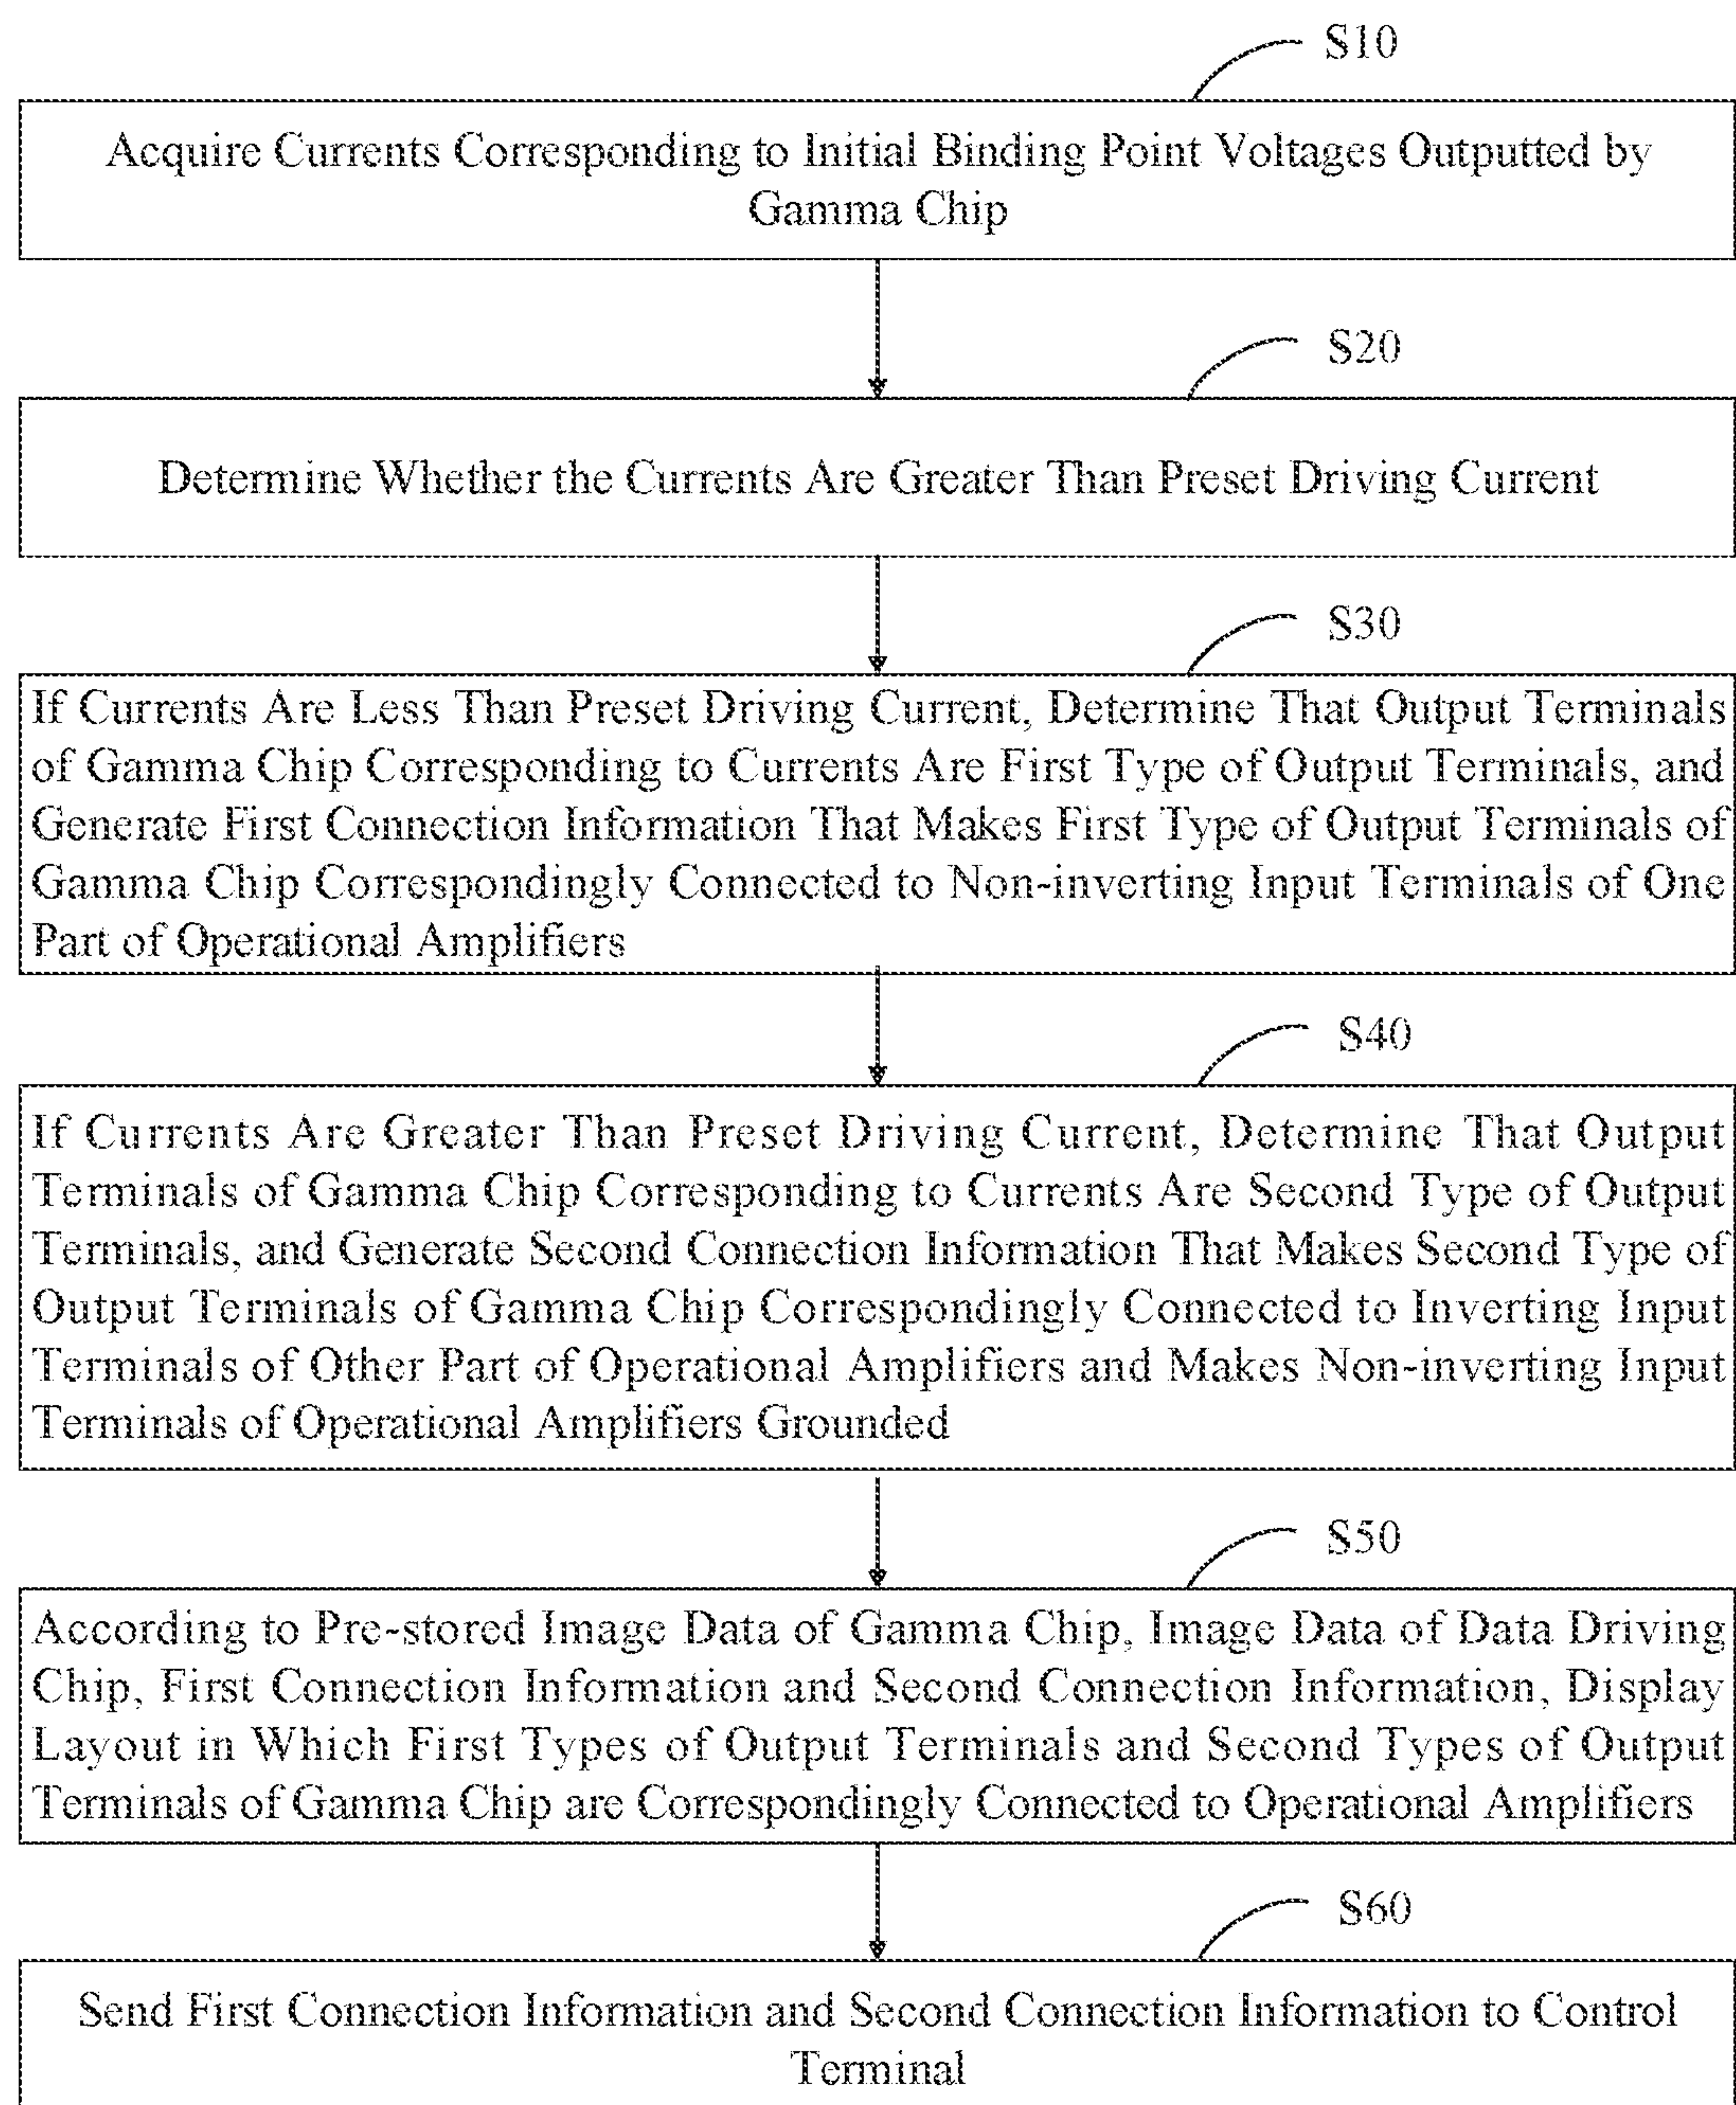 S10
Acquire Currents Corresponding to Initial Binding Point Voltages Outputted by
Gamma Chip
S20
Determine Whether the Currents Are Greater Than Preset Driving Current
S30
If Currents Are Less Than Preset Driving Current, Determine That Output Terminals
of Gamma Chip Corresponding to Currents Are First Type of Output Terminals, and
Generate First Connection Information That Makes First Type of Output Terminals of
Gamma Chip Correspondingly Connected to Non-inverting Input Terminals of One
Part of Operational Amplifiers
S40
If Currents Are Greater Than Preset Driving Current, Determine That Output
Terminals of Gamma Chip Corresponding to Currents Are Second Type of Output
Terminals, and Generate Second Connection Information That Makes Second Type of
Output Terminals of Gamma Chip Correspondingly Connected to Inverting Input
Terminals of Other Part of Operational Amplifiers and Makes Non-inverting Input
Terminals of Operational Amplifiers Grounded
S50
According to Pre-stored Image Data of Gamma Chip, Image Data of Data Driving
Chip, First Connection Information and Second Connection Information, Display
Layout in Which First Types of Output Terminals and Second Types of Output
Terminals of Gamma Chip are Correspondingly Connected to Operational Amplifiers
S60
Send First Connection Information and Second Connection Information to Control
Terminal